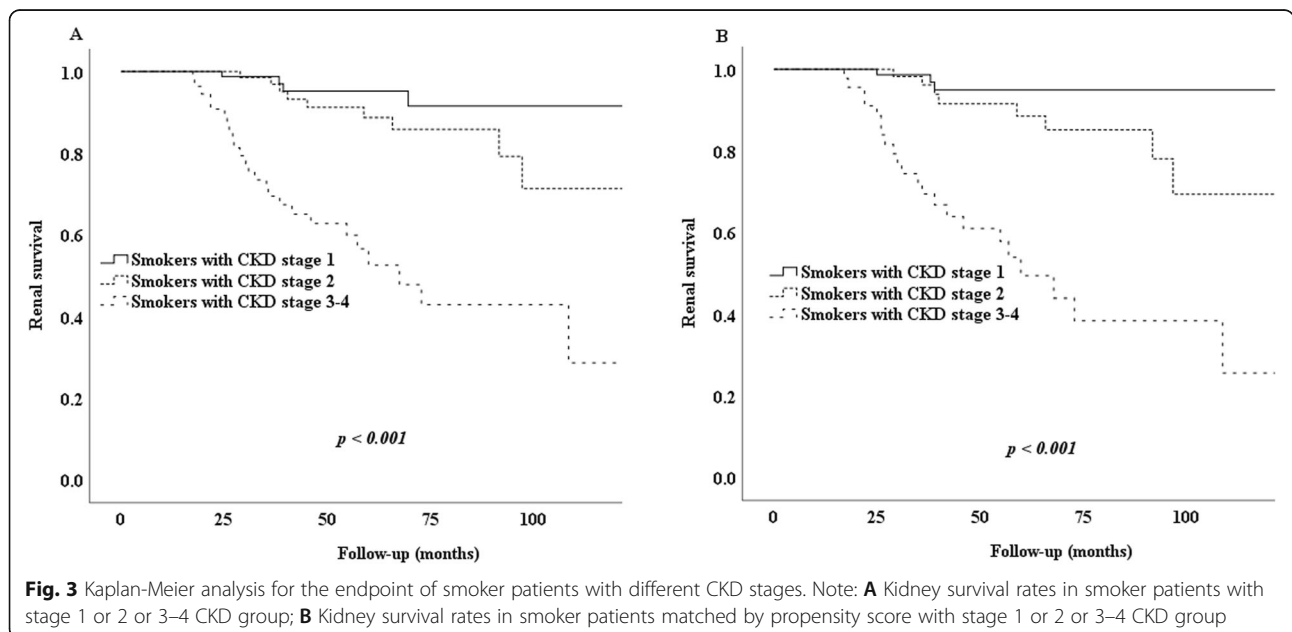 A
1.0
0.8
0.6
0.4
0.2
0.0
Renal survival
Smokers with CKD stage 1
Smokers with CKD stage 2
Smokers with CKD stage 3-4
p < 0.001
0 25 50 75 100
Follow-up (months)
B
1.0
0.8
0.6
0.4
0.2
0.0
Renal survival
Smokers with CKD stage 1
Smokers with CKD stage 2
Smokers with CKD stage 3-4
p < 0.001
0 25 50 75 100
Follow-up (months)
Fig. 3 Kaplan-Meier analysis for the endpoint of smoker patients with different CKD stages. Note: A Kidney survival rates in smoker patients with
stage 1 or 2 or 3–4 CKD group; B Kidney survival rates in smoker patients matched by propensity score with stage 1 or 2 or 3–4 CKD group